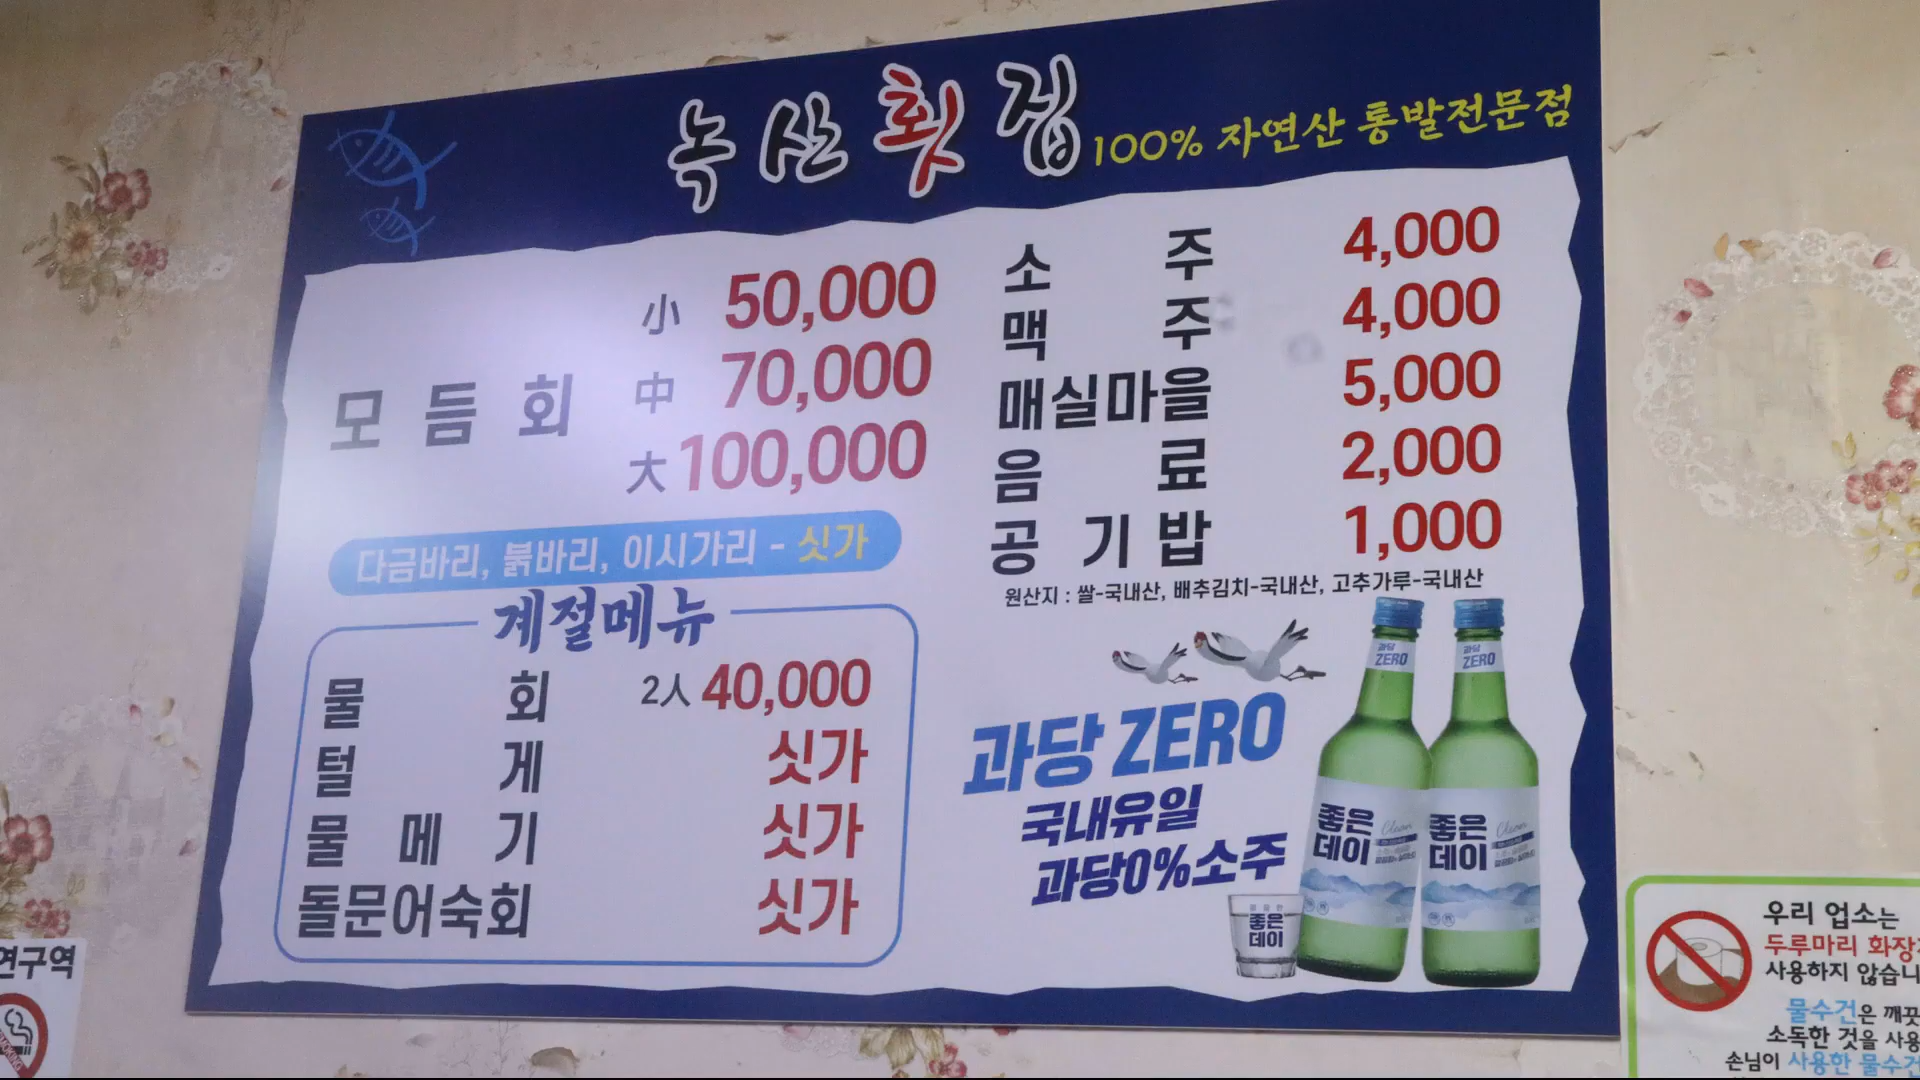 녹산횟집 100% 자연산 통발전문점
모듬회
小 50,000
中 70,000
大 100,000
다금바리, 붉바리, 이시가리 - 싯가
계절메뉴
물회 2人 40,000
털게 싯가
물메기 싯가
돌문어숙회 싯가
소주 4,000
맥주 4,000
매실마을 5,000
음료 2,000
공기밥 1,000
원산지 : 쌀-국내산, 배추김치-국내산, 고추가루-국내산
과당 ZERO
국내유일
과당0%소주
과당
ZERO
과당
ZERO
좋은
데이
Clean
좋은
데이
Clean
좋은
데이
연구역
우리 업소는
두루마리 화장
사용하지 않습니
물수건은 깨끗
소독한 것을 사용
손님이 사용한 물수건